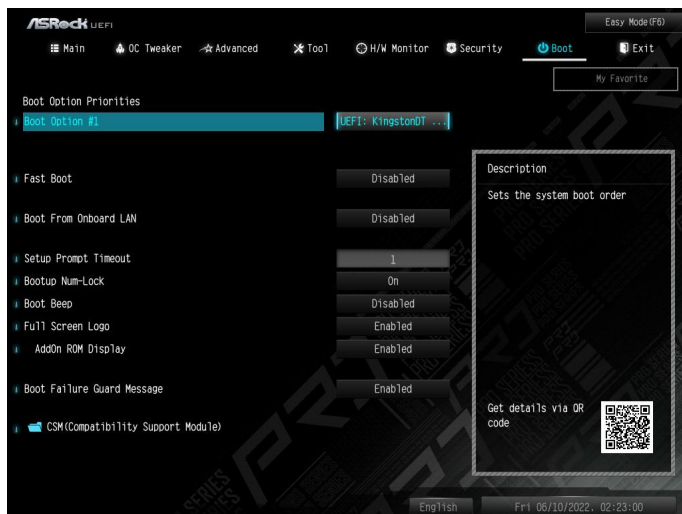 ASRock UEFI
Easy Mode(F6)
Main OC Tweaker Advanced Tool H/W Monitor Security Boot Exit
My Favorite
Boot Option Priorities
Boot Option #1 UEFI: KingstonDT ...
Fast Boot Disabled
Boot From Onboard LAN Disabled
Setup Prompt Timeout 1
Bootup Num-Lock On
Boot Beep Disabled
Full Screen Logo Enabled
AddOn ROM Display Enabled
Boot Failure Guard Message Enabled
CSM(Compatibility Support Module)
Description
Sets the system boot order
Get details via QR
code
English
Fri 06/10/2022, 02:23:00